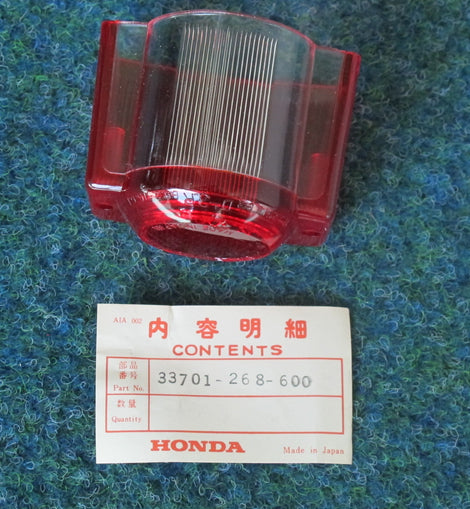 AIA 002
内容明細
CONTENTS
部品
番号
Part No.
33701-268-600
数量
Quantity
HONDA
Made in Japan